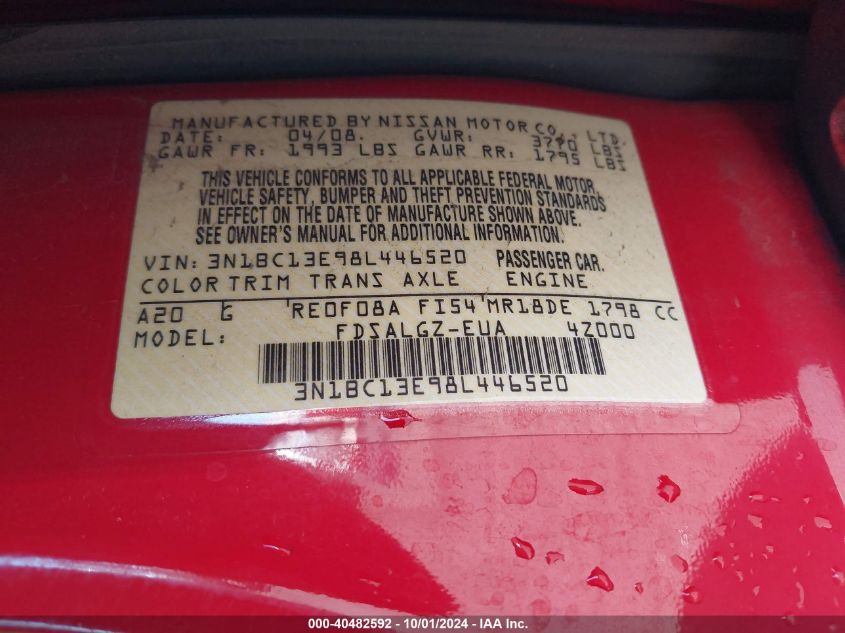 MANUFACTURED BY NISSAN MOTOR CO., LTD.
DATE: 04/08. GVWR: 3770 LBS
GAWR FR: 1993 LBS GAWR RR: 1795 LBS
THIS VEHICLE CONFORMS TO ALL APPLICABLE FEDERAL MOTOR
VEHICLE SAFETY, BUMPER AND THEFT PREVENTION STANDARDS
IN EFFECT ON THE DATE OF MANUFACTURE SHOWN ABOVE.
SEE OWNER'S MANUAL FOR ADDITIONAL INFORMATION.
VIN: 3N1BC13E98L446520 PASSENGER CAR.
COLOR TRIM TRANS AXLE ENGINE
A20 G RE0F08A FI54 MR18DE 1798 CC
MODEL: FDSALGZ-EUA 4Z000
3N1BC13E98L446520
000-40482592 - 10/01/2024 - IAA Inc.